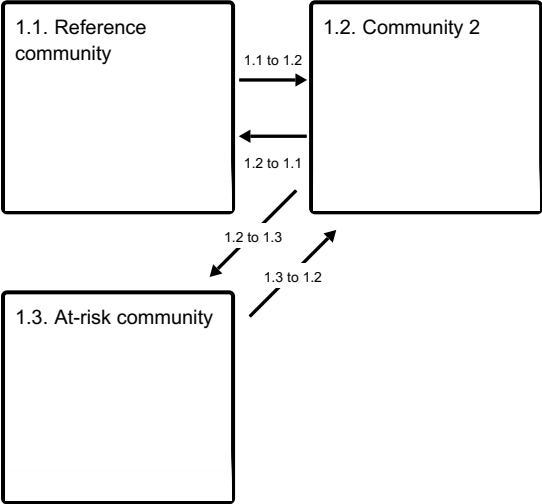 1.1. Reference
community
1.2. Community 2
1.1 to 1.2
1.2 to 1.1
1.2 to 1.3
1.3 to 1.2
1.3. At-risk community